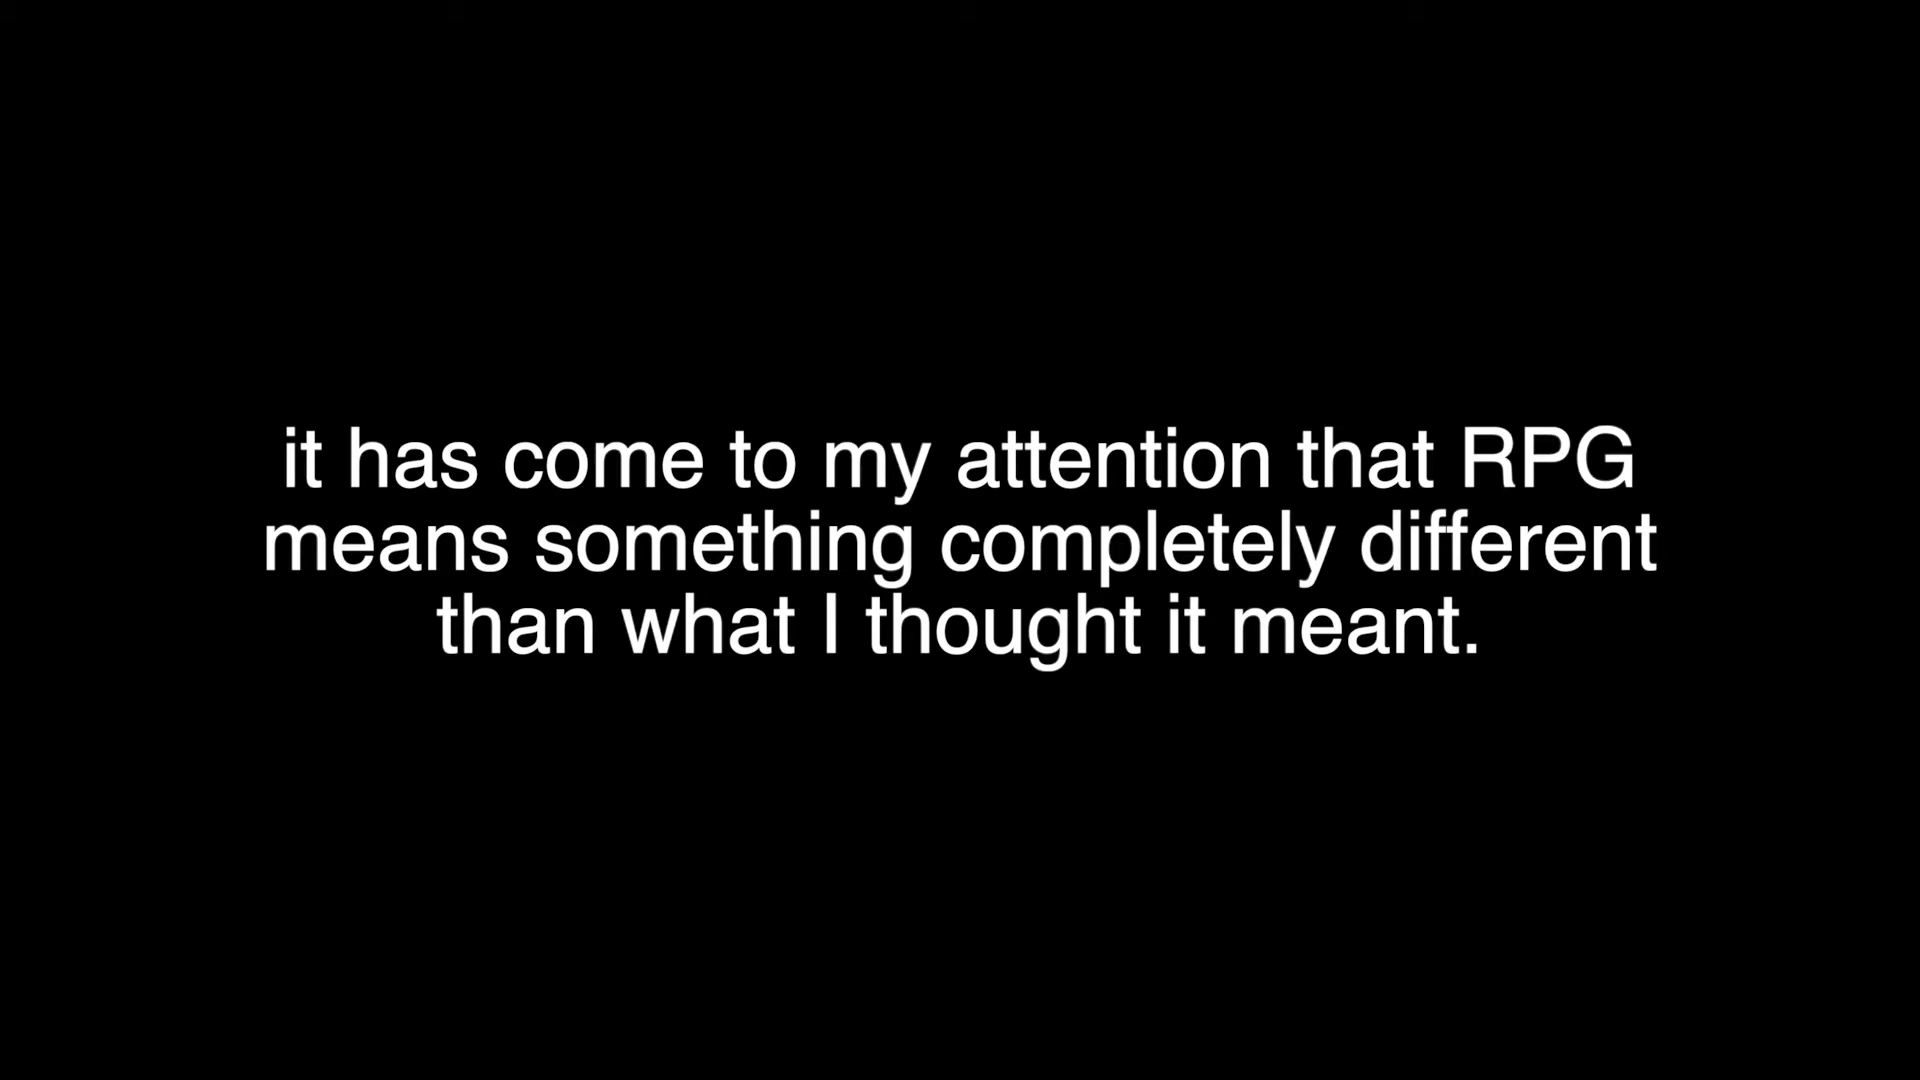 it has come to my attention that RPG
means something completely different
than what I thought it meant.